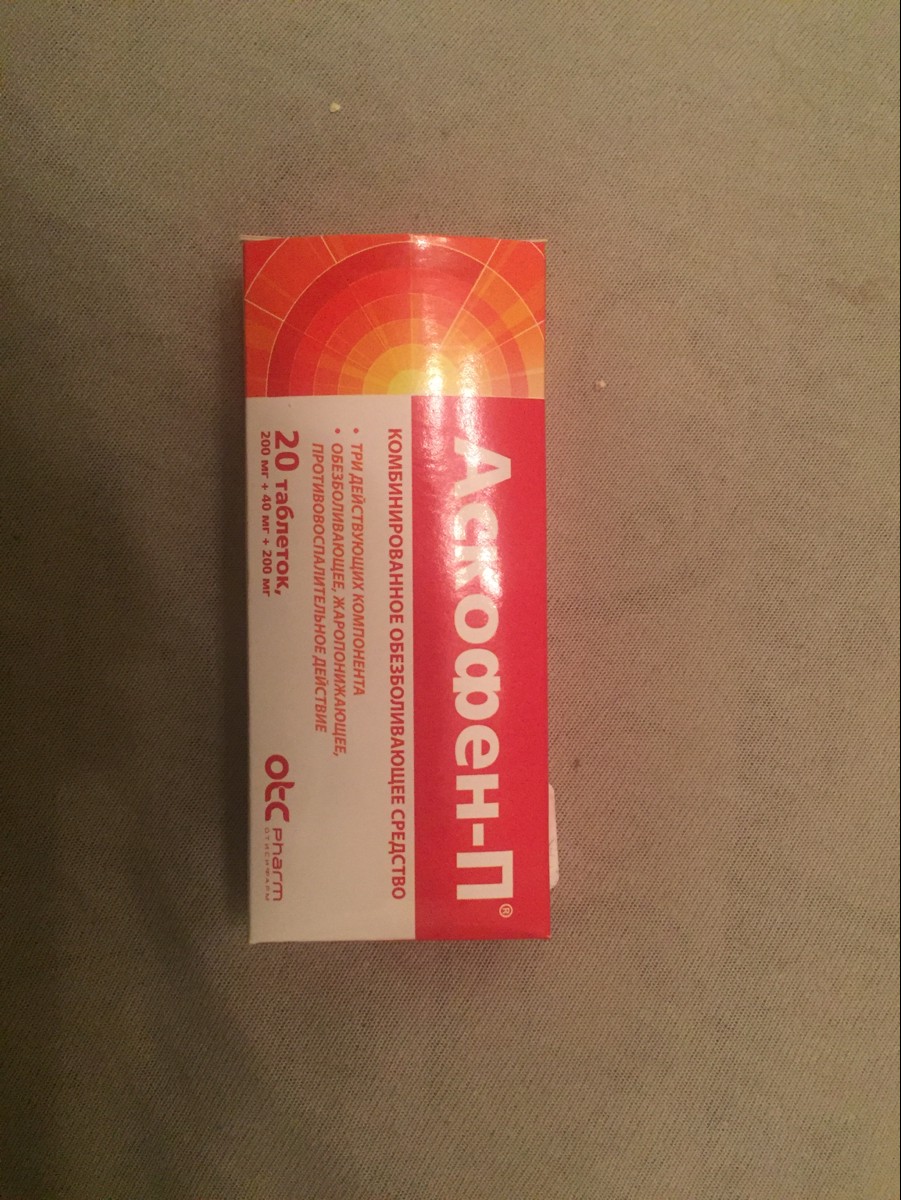 Аскофен-П®
КОМБИНИРОВАННОЕ ОБЕЗБОЛИВАЮЩЕЕ СРЕДСТВО
• ТРИ ДЕЙСТВУЮЩИХ КОМПОНЕНТА
• ОБЕЗБОЛИВАЮЩЕЕ, ЖАРОПОНИЖАЮЩЕЕ,
ПРОТИВОВОСПАЛИТЕЛЬНОЕ ДЕЙСТВИЕ
20 таблеток,
200 мг + 40 мг + 200 мг
otc pharm
отисифарм